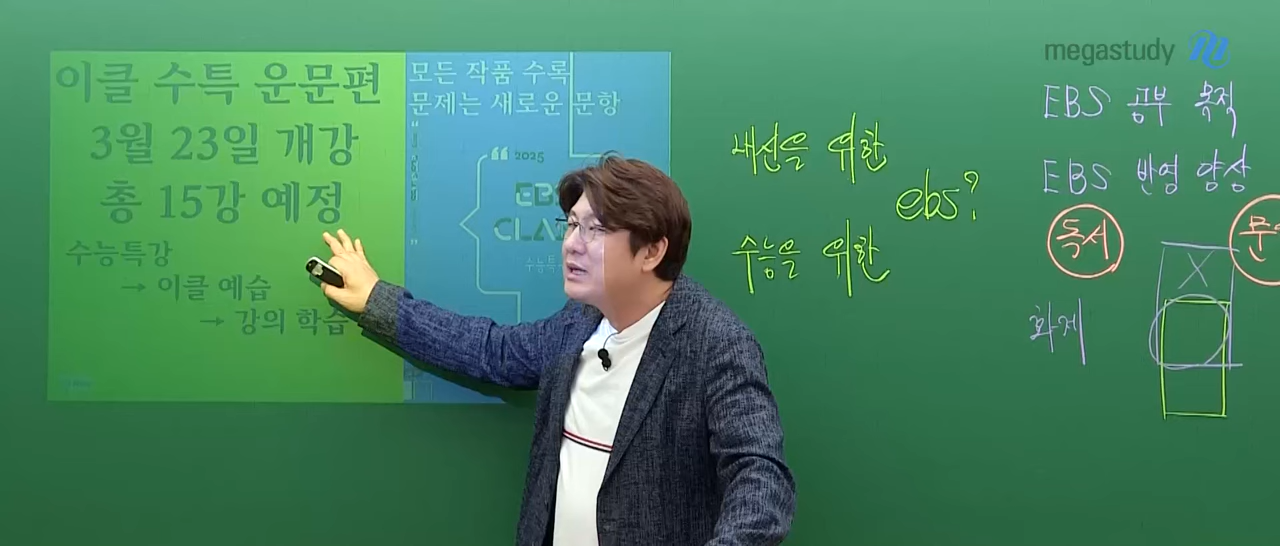 이클 수특 운문편
3월 23일 개강
총 15강 예정
수능특강
→ 이클 예습
→ 강의 학습
모든 작품 수록
문제는 새로운 문항
2025
EBS
수능특
내신을 위한
ebs?
수능을 위한
megastudy
EBS 공부 목적
EBS 반영 양상
독서
X
화제